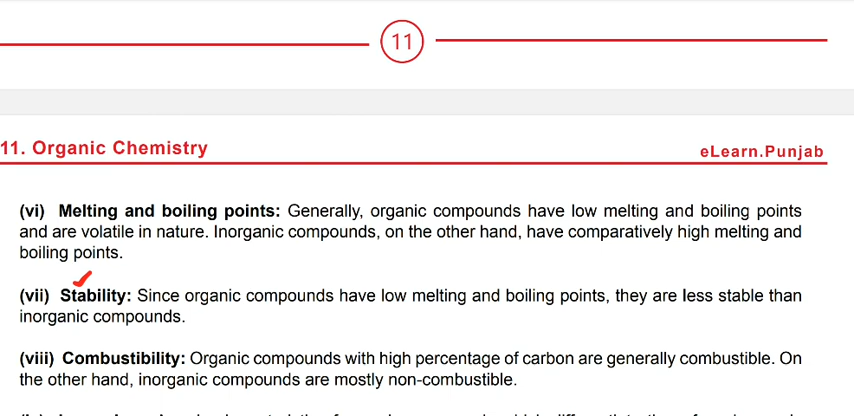 11
11. Organic Chemistry
eLearn.Punjab
(vi) Melting and boiling points: Generally, organic compounds have low melting and boiling points
and are volatile in nature. Inorganic compounds, on the other hand, have comparatively high melting and
boiling points.
(vii) Stability: Since organic compounds have low melting and boiling points, they are less stable than
inorganic compounds.
(viii) Combustibility: Organic compounds with high percentage of carbon are generally combustible. On
the other hand, inorganic compounds are mostly non-combustible.